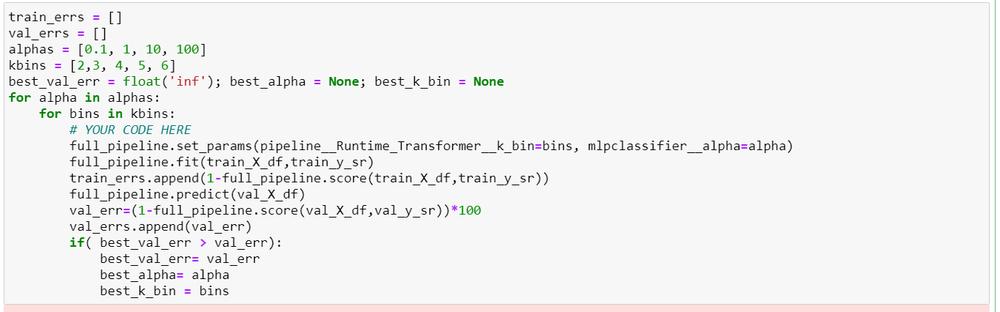 train_errs = []
val_errs = []
alphas = [0.1, 1, 10, 100]
kbins = [2,3, 4, 5, 6]
best_val_err = float('inf'); best_alpha = None; best_k_bin = None
for alpha in alphas:
    for bins in kbins:
        # YOUR CODE HERE
        full_pipeline.set_params(pipeline__Runtime_Transformer__k_bin=bins, mlpclassifier__alpha=alpha)
        full_pipeline.fit(train_X_df,train_y_sr)
        train_errs.append(1-full_pipeline.score(train_X_df,train_y_sr))
        full_pipeline.predict(val_X_df)
        val_err=(1-full_pipeline.score(val_X_df,val_y_sr))*100
        val_errs.append(val_err)
        if( best_val_err > val_err):
            best_val_err= val_err
            best_alpha= alpha
            best_k_bin = bins